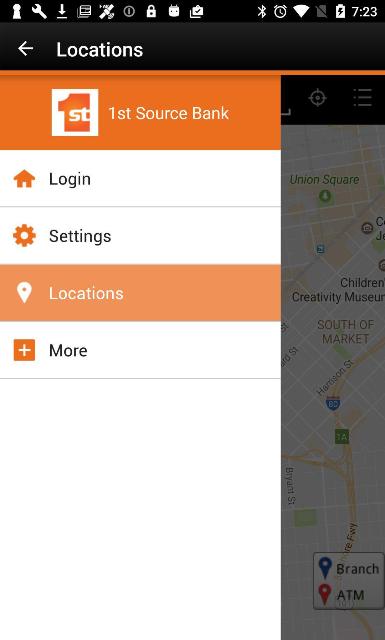 7:23
Locations
1st
1st Source Bank
Login
Settings
Locations
More
Union Square
Children
Creativity Museum
SOUTH OF
MARKET
Harrison St
80
1A
Bryant St
Branch
ATM